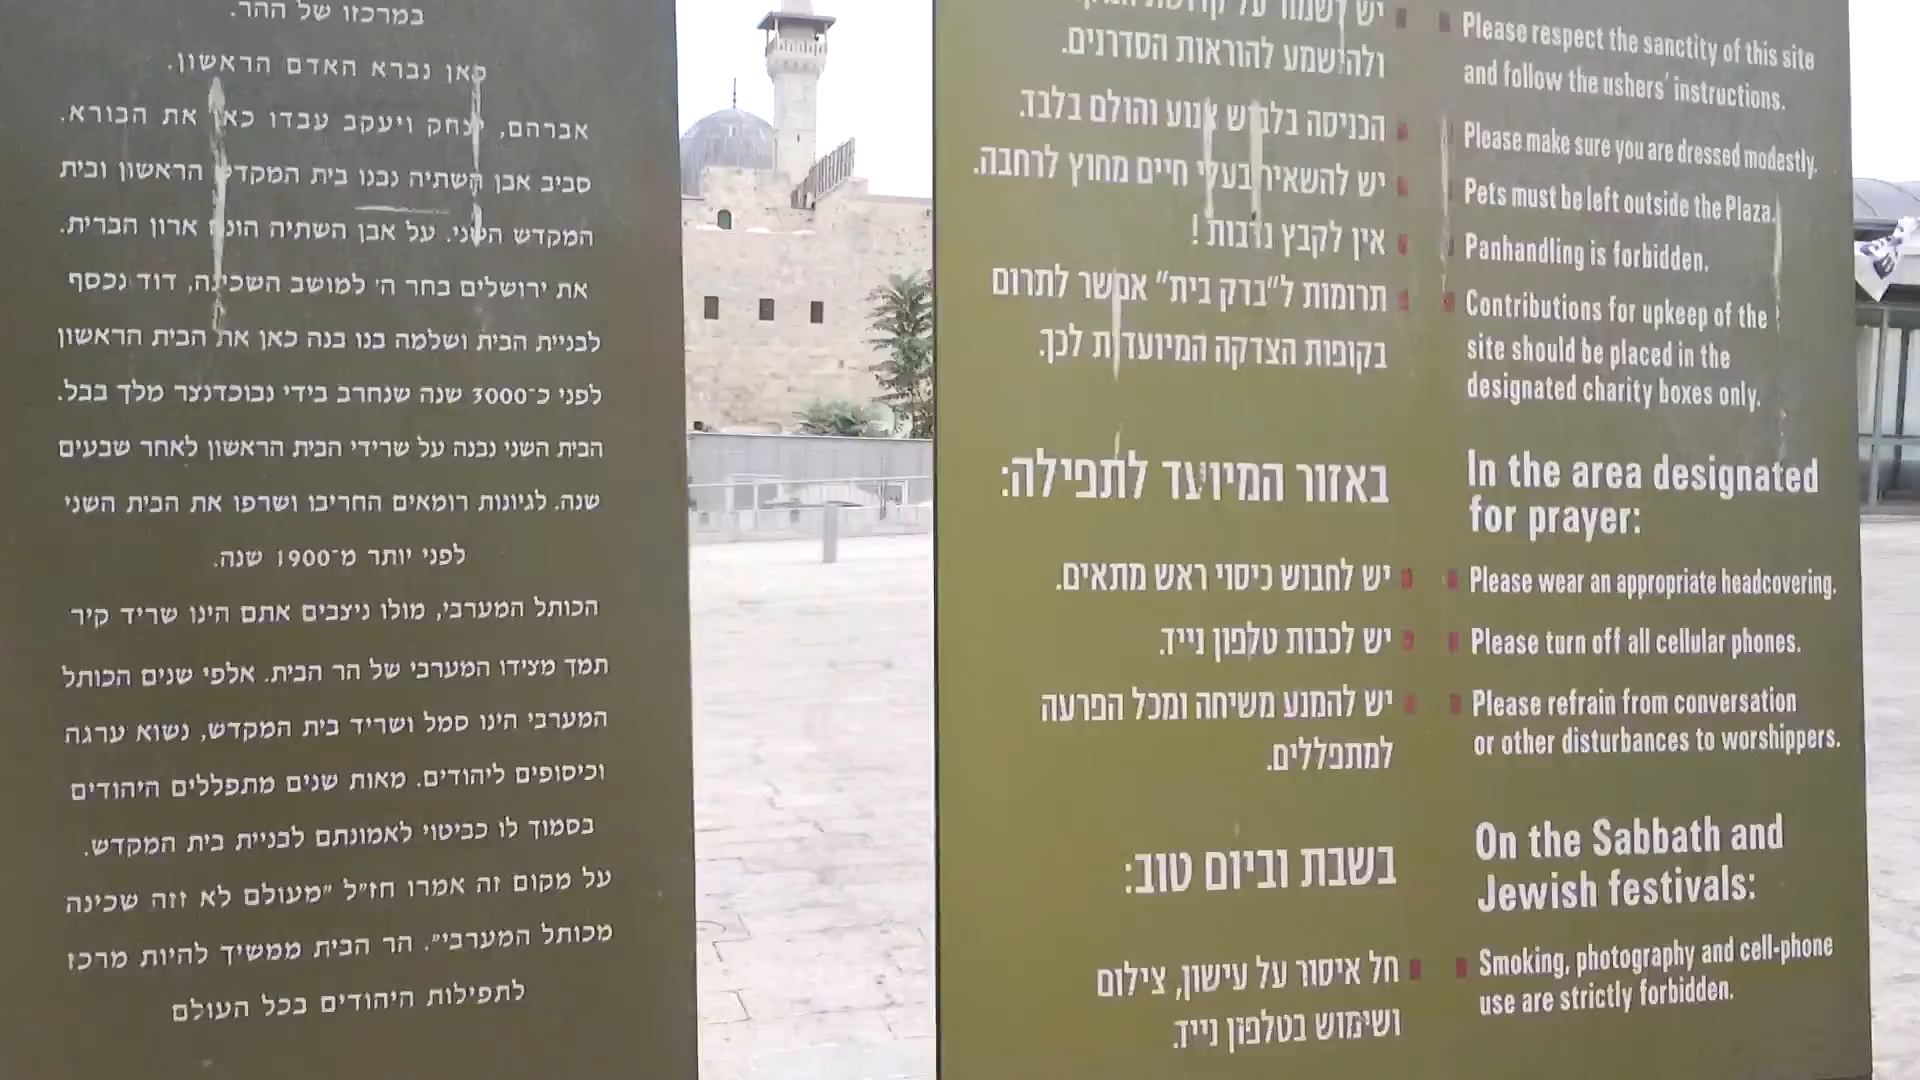 במרכזו של ההר.
כאן נברא האדם הראשון.
אברהם, יצחק ויעקב עבדו כאן את הבורא.
סביב אבן השתיה נבנו בית המקדש הראשון ובית
המקדש השני. על אבן השתיה הונח ארון הברית.
את ירושלים בחר ה' למושב השכינה, דוד נכסף
לבניית הבית ושלמה בנו בנה כאן את הבית הראשון
לפני כ־3000 שנה שנחרב בידי נבוכדנצר מלך בבל.
הבית השני נבנה על שרידי הבית הראשון לאחר שבעים
שנה. לגיונות רומאים החריבו ושרפו את הבית השני
לפני יותר מ־1900 שנה.
הכותל המערבי, מולו ניצבים אתם הינו שריד קיר
תמך מצידו המערבי של הר הבית. אלפי שנים הכותל
המערבי הינו סמל ושריד בית המקדש, נשוא ערגה
וכיסופים ליהודים. מאות שנים מתפללים היהודים
בסמוך לו כביטוי לאמונתם לבניית בית המקדש.
על מקום זה אמרו חז"ל "מעולם לא זזה שכינה
מכותל המערבי". הר הבית ממשיך להיות מרכז
לתפילות היהודים בכל העולם
יש לשמור על קדושת
ולהישמע להוראות הסדרנים.
הכניסה בלבוש צנוע והולם בלבד.
יש להשאיר בעלי חיים מחוץ לרחבה.
אין לקבץ נדבות !
תרומות ל"בדק בית" אפשר לתרום
בקופות הצדקה המיועדות לכך.
באזור המיועד לתפילה:
יש לחבוש כיסוי ראש מתאים.
יש לכבות טלפון נייד.
יש להמנע משיחה ומכל הפרעה
למתפללים.
בשבת וביום טוב:
חל איסור על עישון, צילום
ושימוש בטלפון נייד.
Please respect the sanctity of this site
and follow the ushers' instructions.
Please make sure you are dressed modestly.
Pets must be left outside the Plaza.
Panhandling is forbidden.
Contributions for upkeep of the
site should be placed in the
designated charity boxes only.
In the area designated
for prayer:
Please wear an appropriate headcovering.
Please turn off all cellular phones.
Please refrain from conversation
or other disturbances to worshippers.
On the Sabbath and
Jewish festivals:
Smoking, photography and cell-phone
use are strictly forbidden.